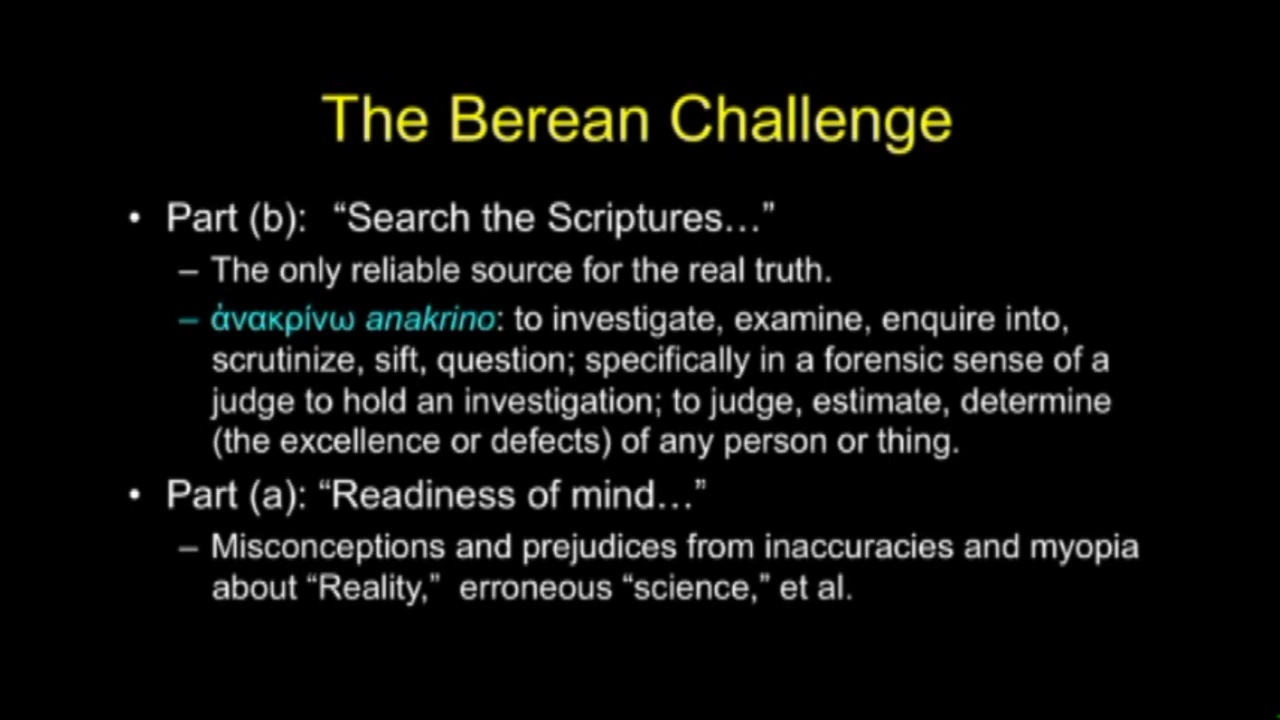 The Berean Challenge
• Part (b): “Search the Scriptures…”
– The only reliable source for the real truth.
– ἀνακρίνω anakrino: to investigate, examine, enquire into,
scrutinize, sift, question; specifically in a forensic sense of a
judge to hold an investigation; to judge, estimate, determine
(the excellence or defects) of any person or thing.
• Part (a): “Readiness of mind…”
– Misconceptions and prejudices from inaccuracies and myopia
about “Reality,” erroneous “science,” et al.